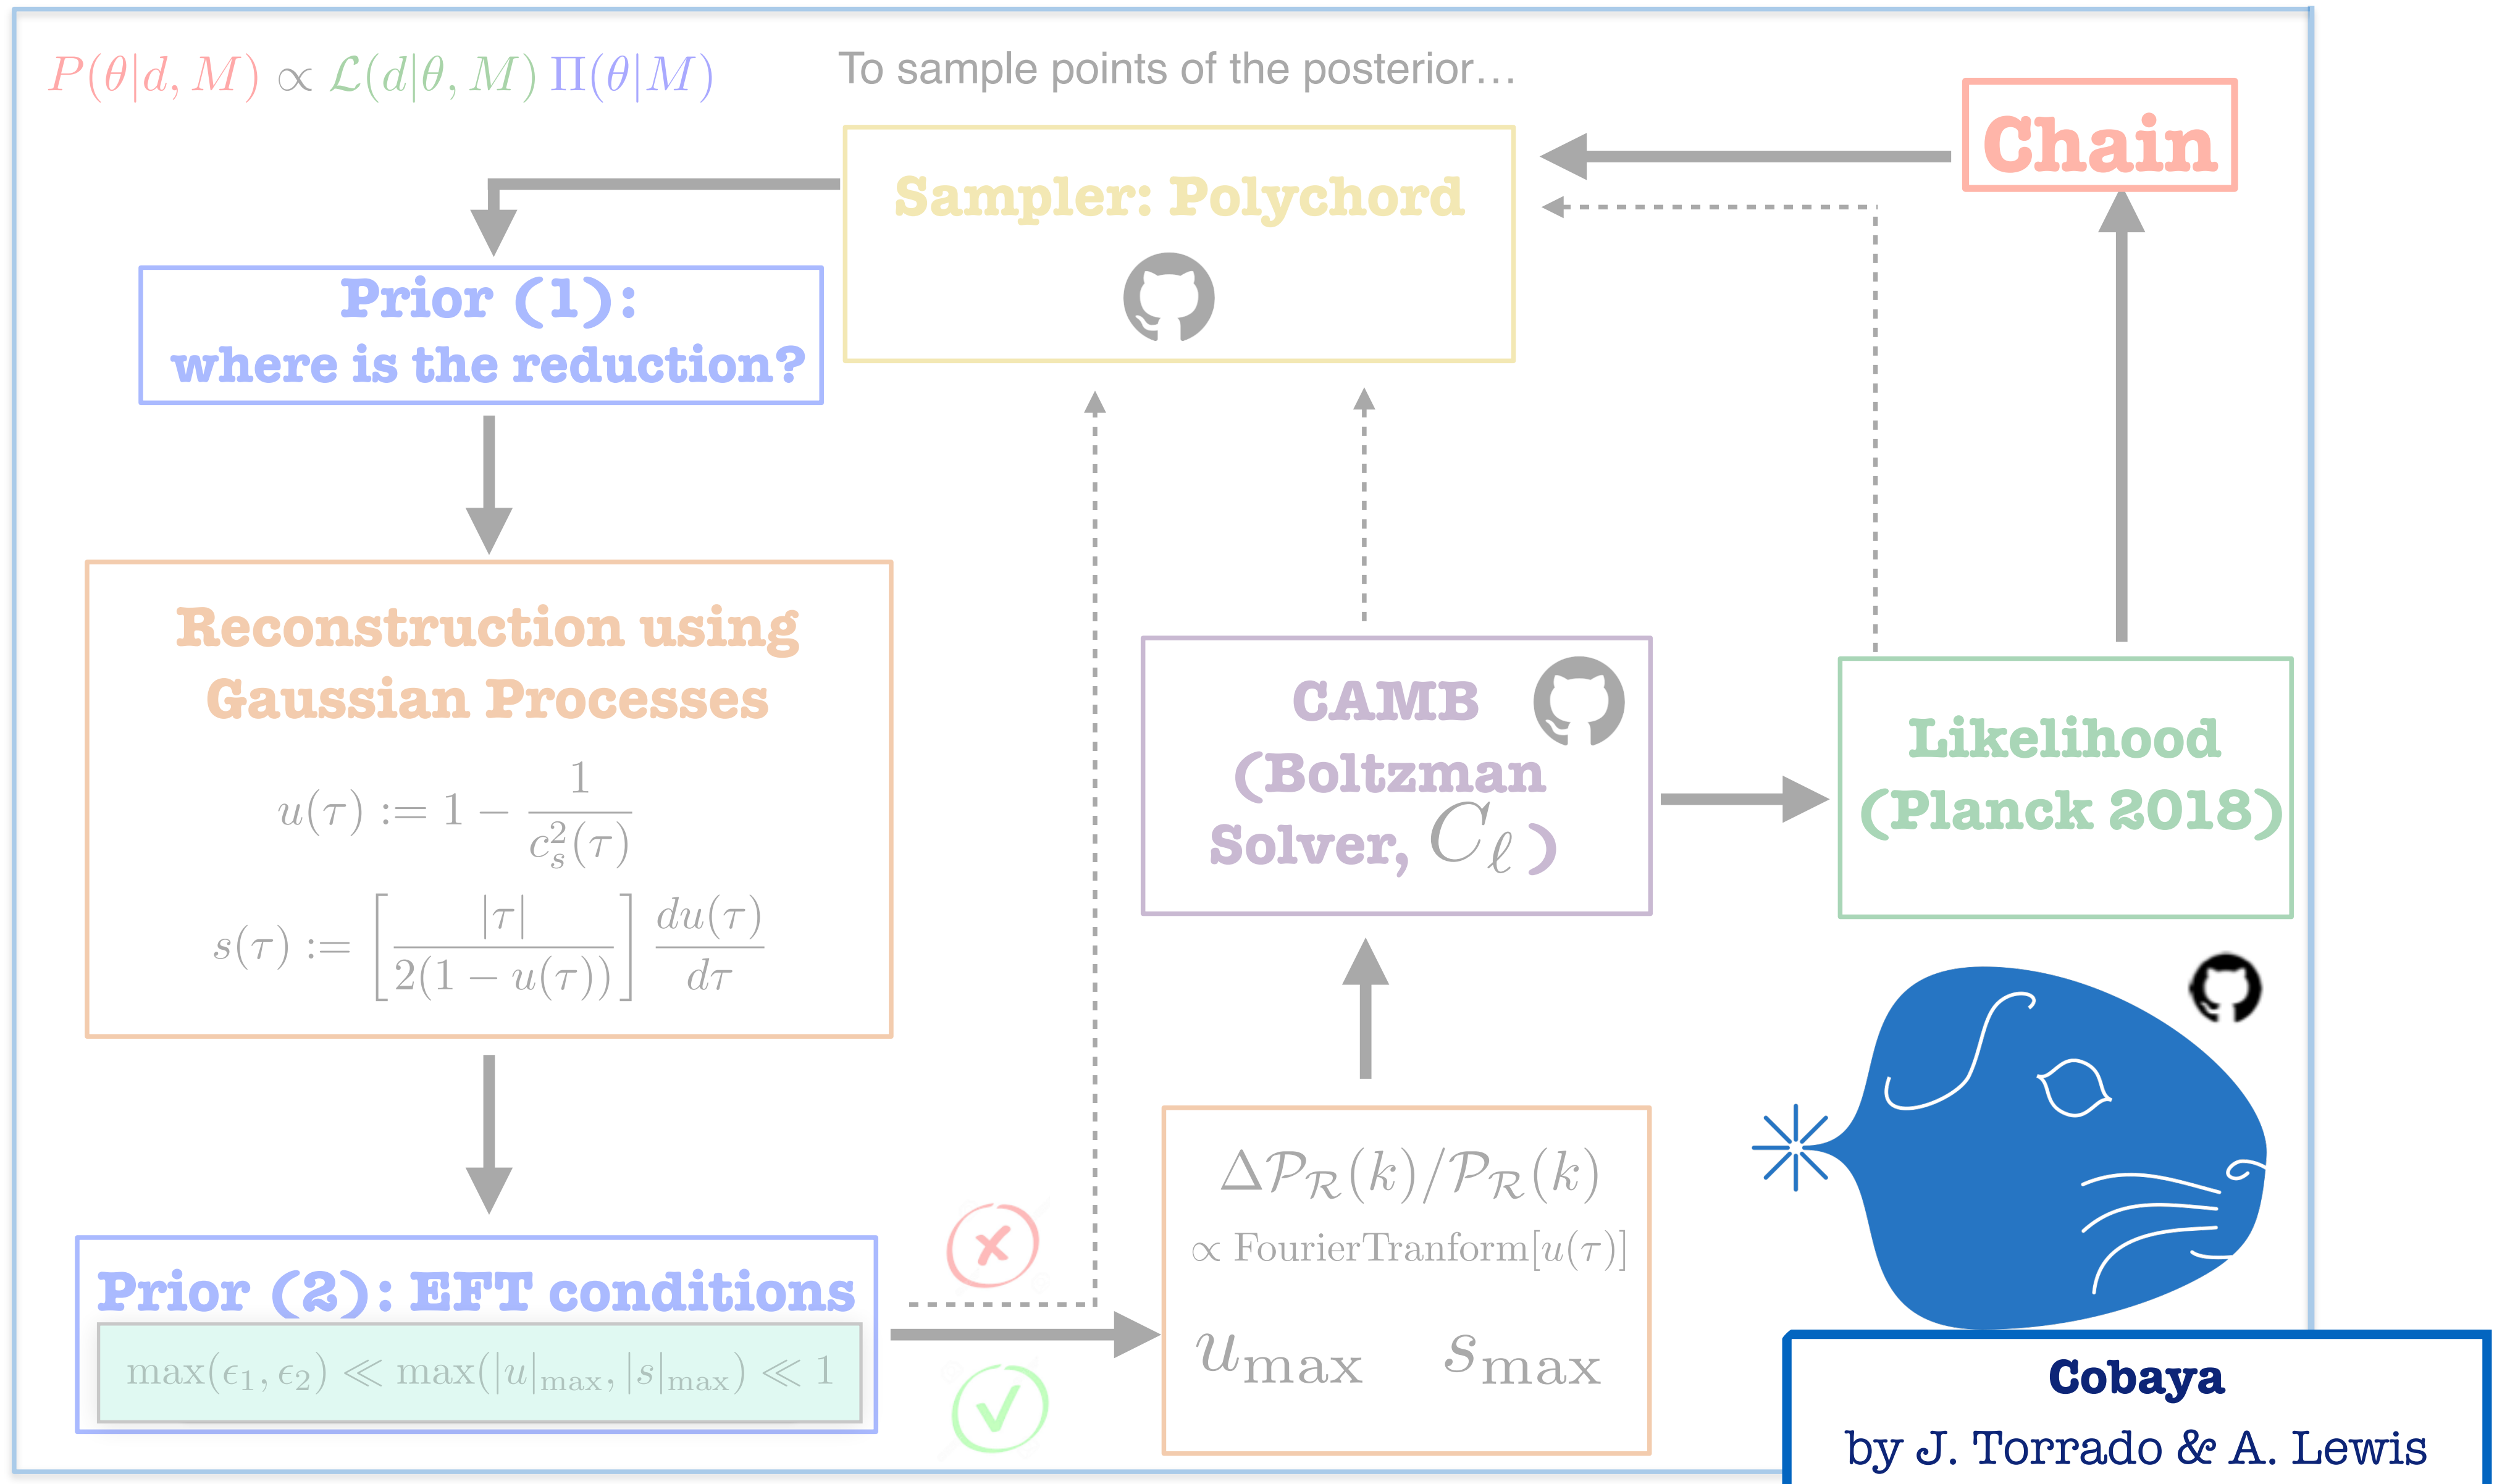 P(θ|d, M) ∝ ℒ(d|θ, M) Π(θ|M)
To sample points of the posterior...
Chain
Sampler: Polychord
Prior (1):
where is the reduction?
Reconstruction using
Gaussian Processes
u(τ) := 1 − 1 / c_s^2(τ)
s(τ) := [ |τ| / 2(1 − u(τ)) ] du(τ) / dτ
Prior (2): EFT conditions
max(ϵ₁, ϵ₂) ≪ max(|u|_max, |s|_max) ≪ 1
Δ𝒫_ℛ(k)/𝒫_ℛ(k)
∝ FourierTranform[u(τ)]
u_max s_max
CAMB
(Boltzman
Solver, C_ℓ )
Likelihood
(Planck 2018)
Cobaya
by J. Torrado & A. Lewis